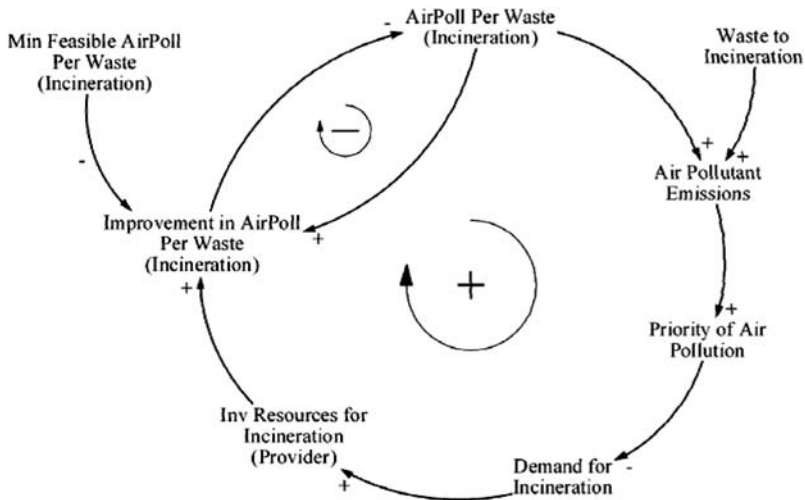 Min Feasible AirPoll
Per Waste
(Incineration)
-
-
AirPoll Per Waste
(Incineration)
Waste to
Incineration
+
+
Air Pollutant
Emissions
-
Improvement in AirPoll
Per Waste
(Incineration)
+
+
+
+
Priority of Air
Pollution
Inv Resources for
Incineration
(Provider)
+
Demand for
Incineration
-